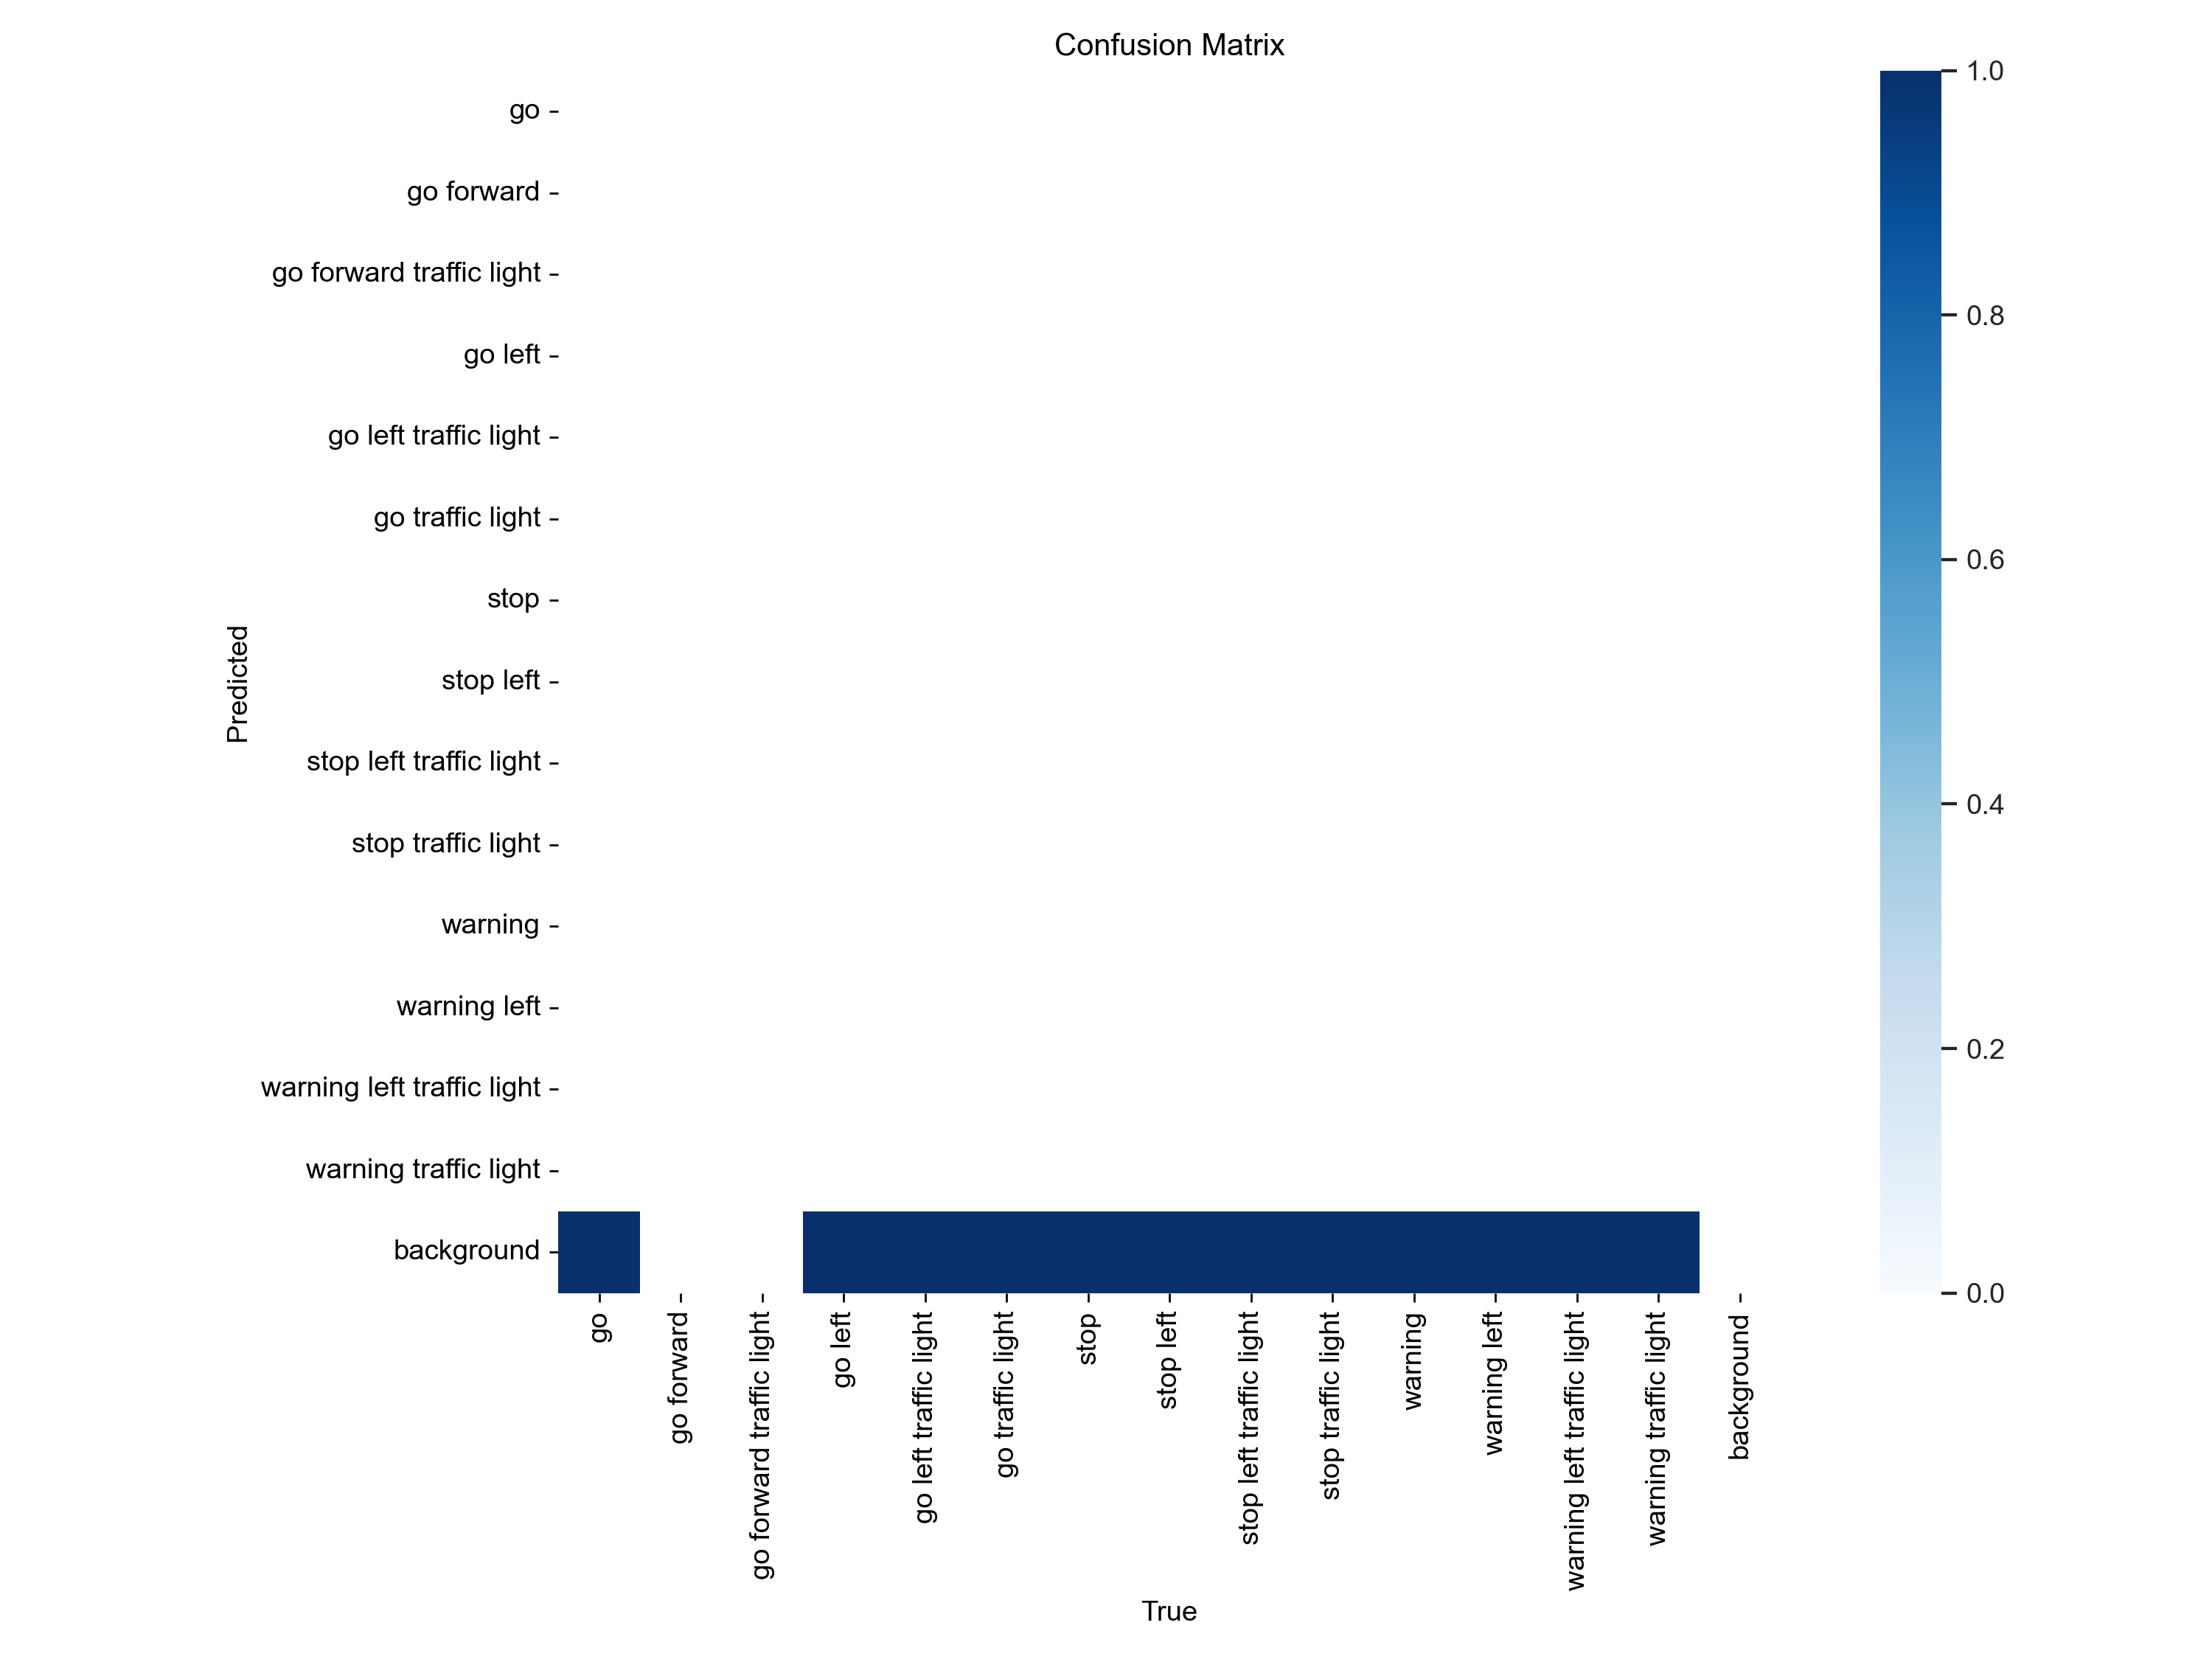 Confusion Matrix
go
go forward
go forward traffic light
go left
go left traffic light
go traffic light
stop
stop left
stop left traffic light
stop traffic light
warning
warning left
warning left traffic light
warning traffic light
background
Predicted
go
go forward
go forward traffic light
go left
go left traffic light
go traffic light
stop
stop left
stop left traffic light
stop traffic light
warning
warning left
warning left traffic light
warning traffic light
background
True
1.0
0.8
0.6
0.4
0.2
0.0